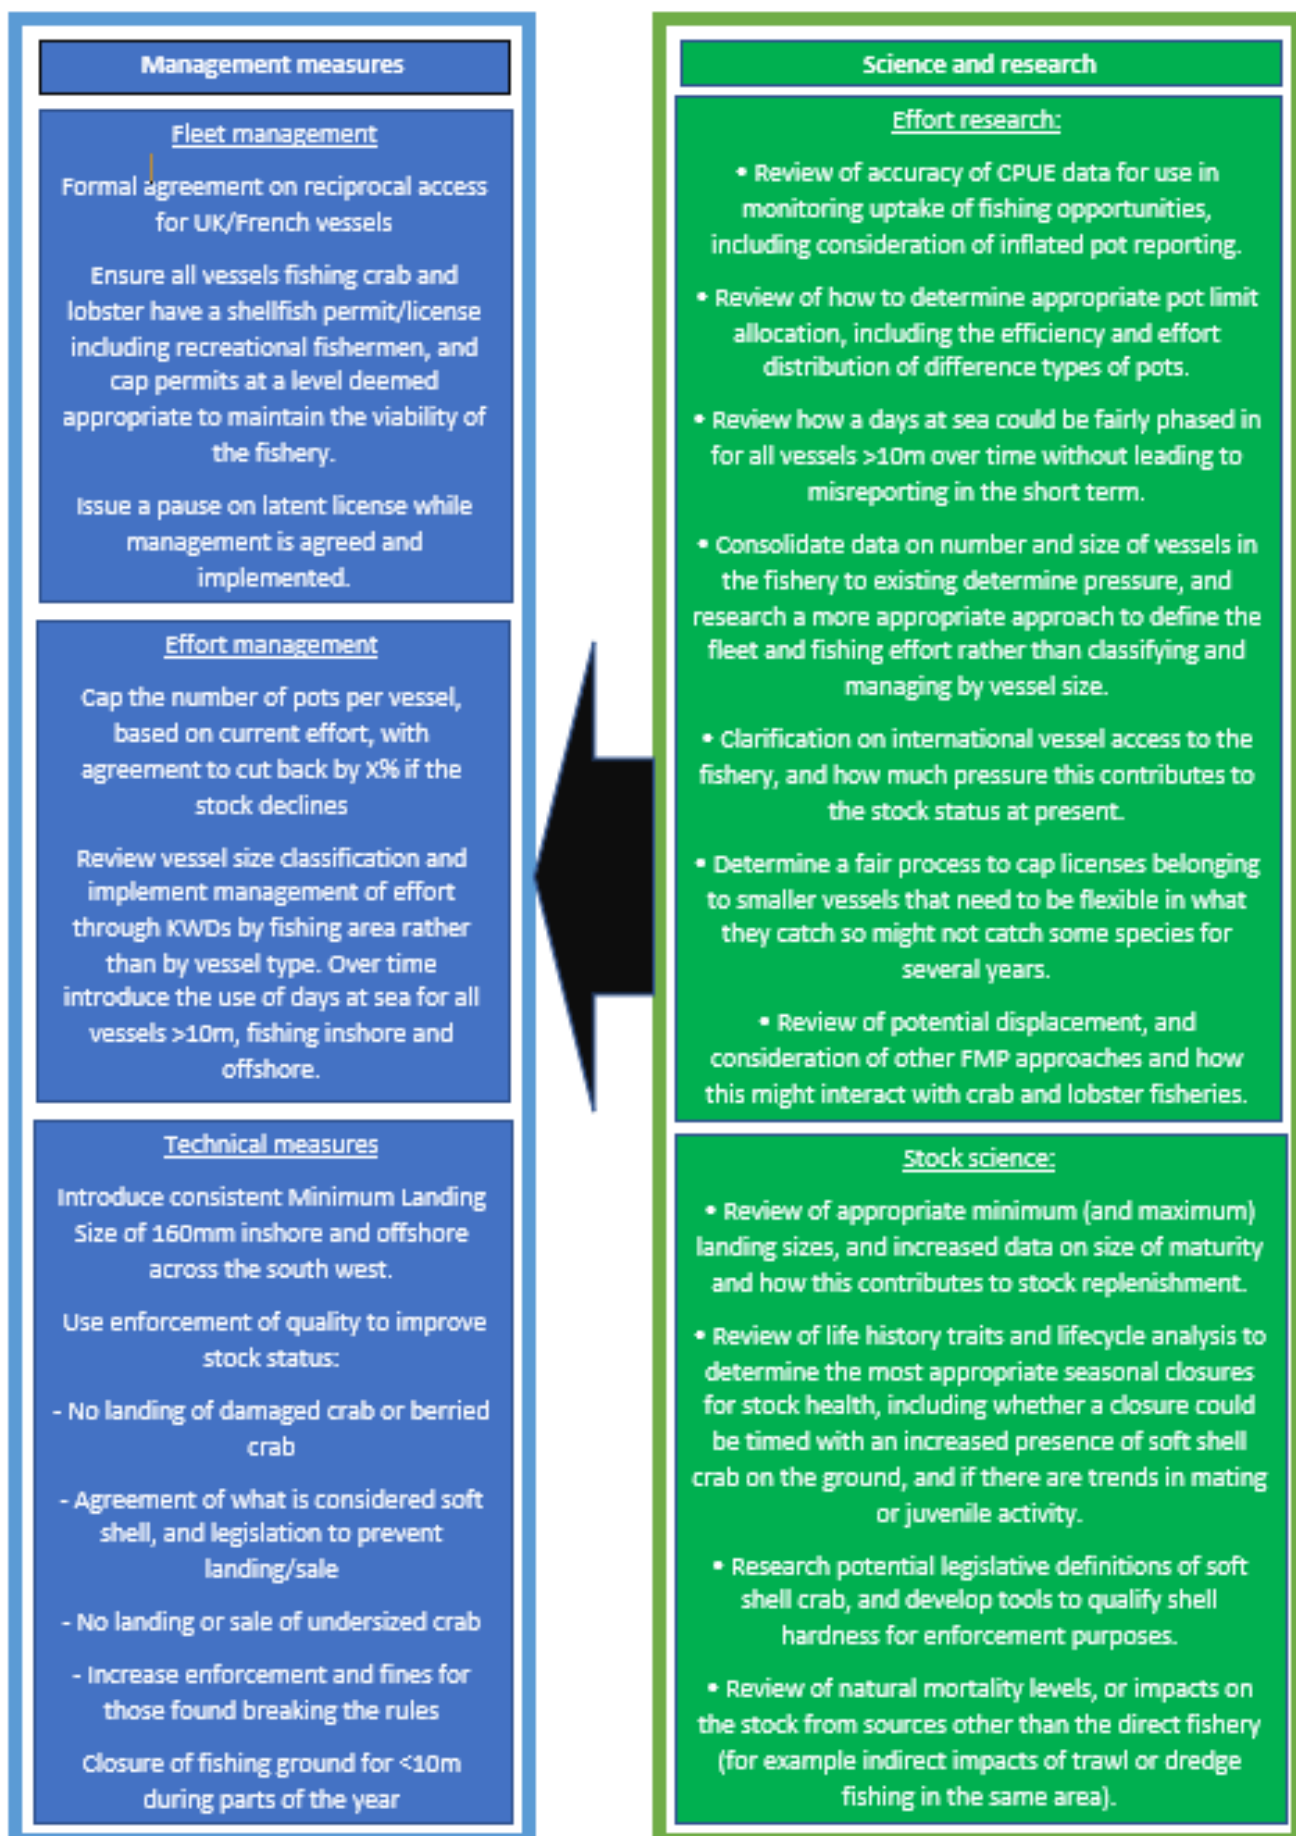 Management measures
Fleet management
Formal agreement on reciprocal access
for UK/French vessels
Ensure all vessels fishing crab and
lobster have a shellfish permit/license
including recreational fishermen, and
cap permits at a level deemed
appropriate to maintain the viability of
the fishery.
Issue a pause on latent license while
management is agreed and
implemented.
Effort management
Cap the number of pots per vessel,
based on current effort, with
agreement to cut back by X% if the
stock declines
Review vessel size classification and
implement management of effort
through KWDs by fishing area rather
than by vessel type. Over time
introduce the use of days at sea for all
vessels >10m, fishing inshore and
offshore.
Technical measures
Introduce consistent Minimum Landing
Size of 160mm inshore and offshore
across the south west.
Use enforcement of quality to improve
stock status:
- No landing of damaged crab or berried
crab
- Agreement of what is considered soft
shell, and legislation to prevent
landing/sale
- No landing or sale of undersized crab
- Increase enforcement and fines for
those found breaking the rules
Closure of fishing ground for <10m
during parts of the year
Science and research
Effort research:
• Review of accuracy of CPUE data for use in
monitoring uptake of fishing opportunities,
including consideration of inflated pot reporting.
• Review of how to determine appropriate pot limit
allocation, including the efficiency and effort
distribution of difference types of pots.
• Review how a days at sea could be fairly phased in
for all vessels >10m over time without leading to
misreporting in the short term.
• Consolidate data on number and size of vessels in
the fishery to existing determine pressure, and
research a more appropriate approach to define the
fleet and fishing effort rather than classifying and
managing by vessel size.
• Clarification on international vessel access to the
fishery, and how much pressure this contributes to
the stock status at present.
• Determine a fair process to cap licenses belonging
to smaller vessels that need to be flexible in what
they catch so might not catch some species for
several years.
• Review of potential displacement, and
consideration of other FMP approaches and how
this might interact with crab and lobster fisheries.
Stock science:
• Review of appropriate minimum (and maximum)
landing sizes, and increased data on size of maturity
and how this contributes to stock replenishment.
• Review of life history traits and lifecycle analysis to
determine the most appropriate seasonal closures
for stock health, including whether a closure could
be timed with an increased presence of soft shell
crab on the ground, and if there are trends in mating
or juvenile activity.
• Research potential legislative definitions of soft
shell crab, and develop tools to qualify shell
hardness for enforcement purposes.
• Review of natural mortality levels, or impacts on
the stock from sources other than the direct fishery
(for example indirect impacts of trawl or dredge
fishing in the same area).